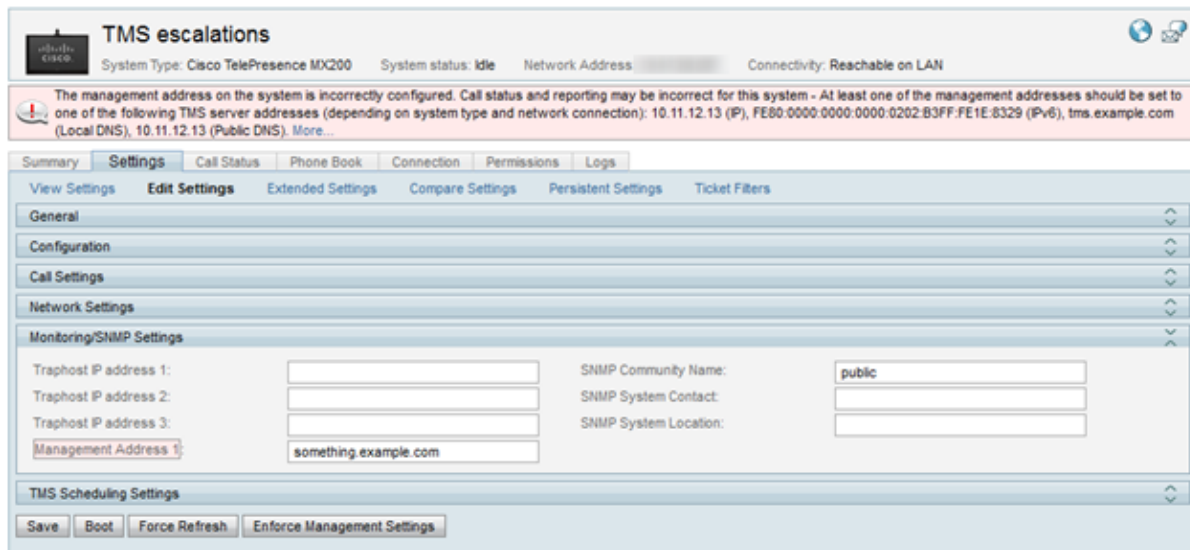 TMS escalations
CISCO
System Type: Cisco TelePresence MX200 System status: Idle Network Address Connectivity: Reachable on LAN
The management address on the system is incorrectly configured. Call status and reporting may be incorrect for this system - At least one of the management addresses should be set to
one of the following TMS server addresses (depending on system type and network connection): 10.11.12.13 (IP), FE80:0000:0000:0000:0202:B3FF:FE1E:8329 (IPv6), tms.example.com
(Local DNS), 10.11.12.13 (Public DNS). More...
Summary Settings Call Status Phone Book Connection Permissions Logs
View Settings Edit Settings Extended Settings Compare Settings Persistent Settings Ticket Filters
General
Configuration
Call Settings
Network Settings
Monitoring/SNMP Settings
Traphost IP address 1: SNMP Community Name: public
Traphost IP address 2: SNMP System Contact:
Traphost IP address 3: SNMP System Location:
Management Address 1: something.example.com
TMS Scheduling Settings
Save Boot Force Refresh Enforce Management Settings